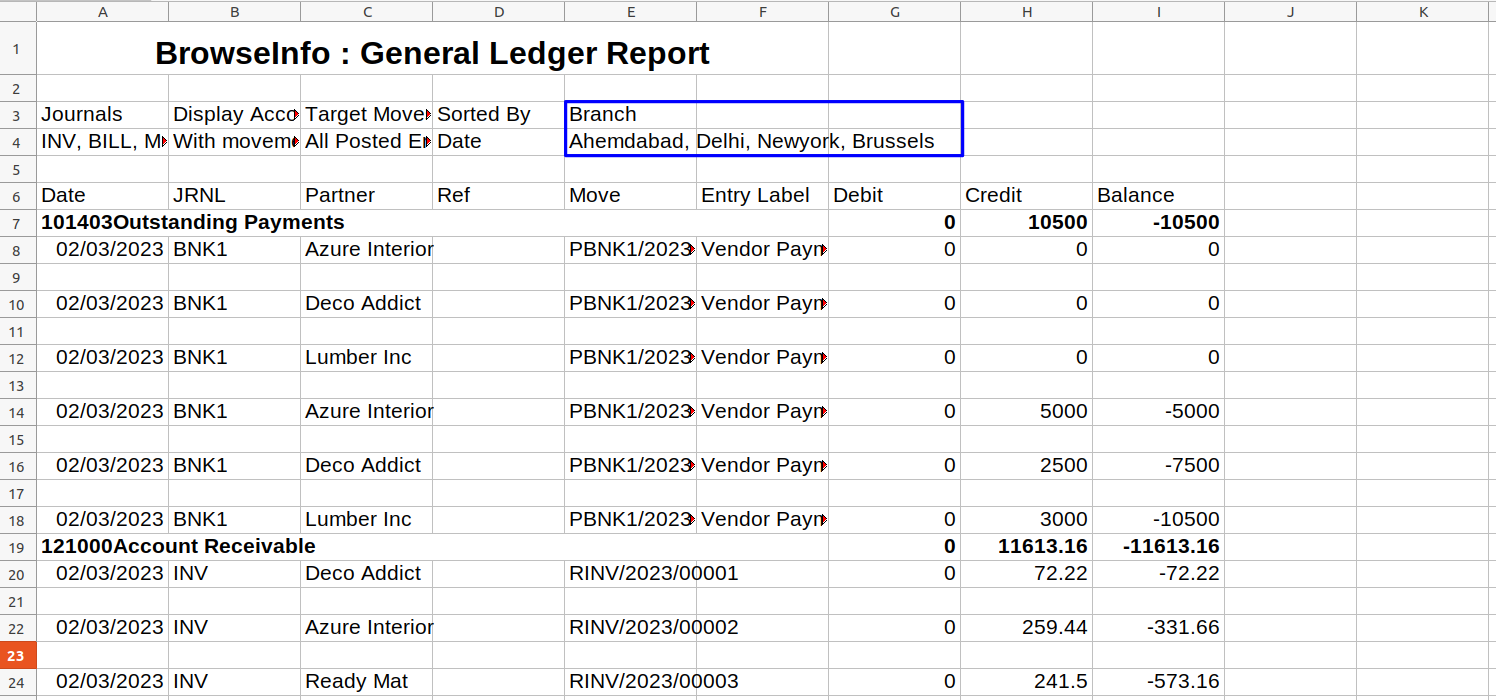 A B C D E F G H I J K
1 BrowseInfo : General Ledger Report
2
3 Journals Display Acco Target Move Sorted By Branch
4 INV, BILL, M With movem All Posted En Date Ahemdabad, Delhi, Newyork, Brussels
5
6 Date JRNL Partner Ref Move Entry Label Debit Credit Balance
7 101403Outstanding Payments 0 10500 -10500
8 02/03/2023 BNK1 Azure Interior PBNK1/2023 Vendor Paym 0 0 0
9
10 02/03/2023 BNK1 Deco Addict PBNK1/2023 Vendor Paym 0 0 0
11
12 02/03/2023 BNK1 Lumber Inc PBNK1/2023 Vendor Paym 0 0 0
13
14 02/03/2023 BNK1 Azure Interior PBNK1/2023 Vendor Paym 0 5000 -5000
15
16 02/03/2023 BNK1 Deco Addict PBNK1/2023 Vendor Paym 0 2500 -7500
17
18 02/03/2023 BNK1 Lumber Inc PBNK1/2023 Vendor Paym 0 3000 -10500
19 121000Account Receivable 0 11613.16 -11613.16
20 02/03/2023 INV Deco Addict RINV/2023/00001 0 72.22 -72.22
21
22 02/03/2023 INV Azure Interior RINV/2023/00002 0 259.44 -331.66
23
24 02/03/2023 INV Ready Mat RINV/2023/00003 0 241.5 -573.16